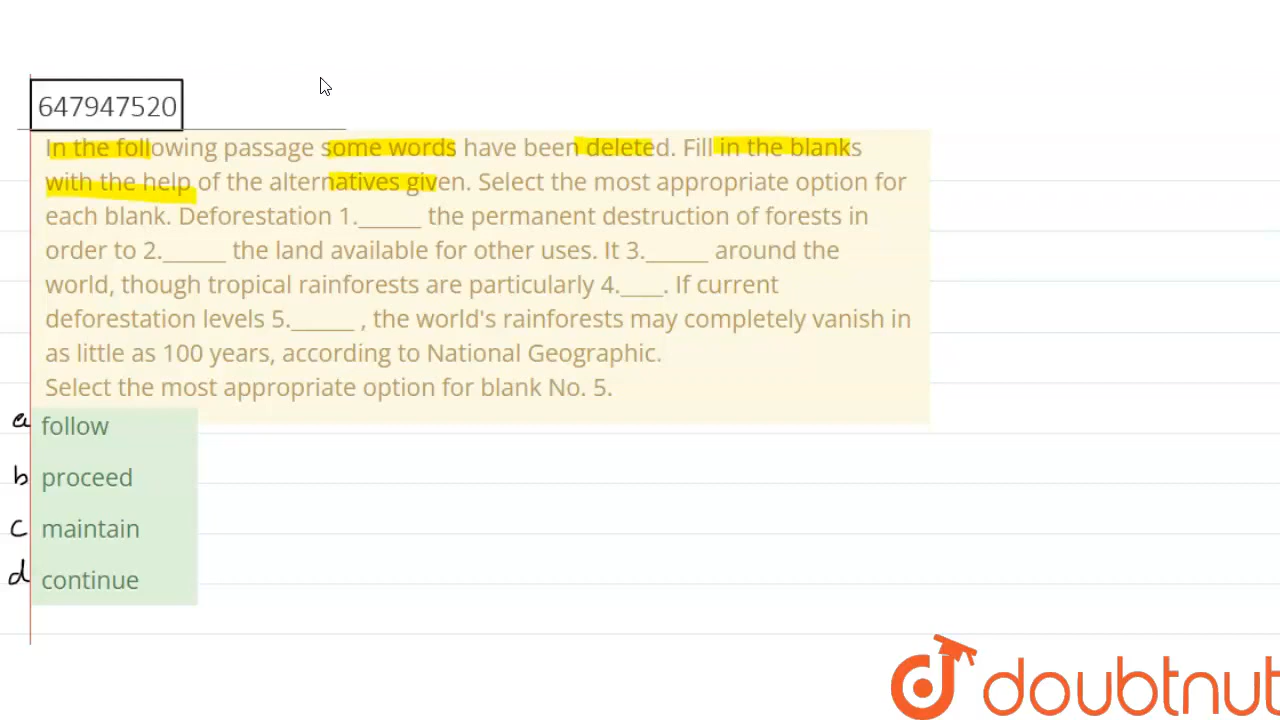 647947520
In the following passage some words have been deleted. Fill in the blanks
with the help of the alternatives given. Select the most appropriate option for
each blank. Deforestation 1.______ the permanent destruction of forests in
order to 2.______ the land available for other uses. It 3.______ around the
world, though tropical rainforests are particularly 4.____. If current
deforestation levels 5.______ , the world's rainforests may completely vanish in
as little as 100 years, according to National Geographic.
Select the most appropriate option for blank No. 5.
a follow
b proceed
c maintain
d continue
doubtnut